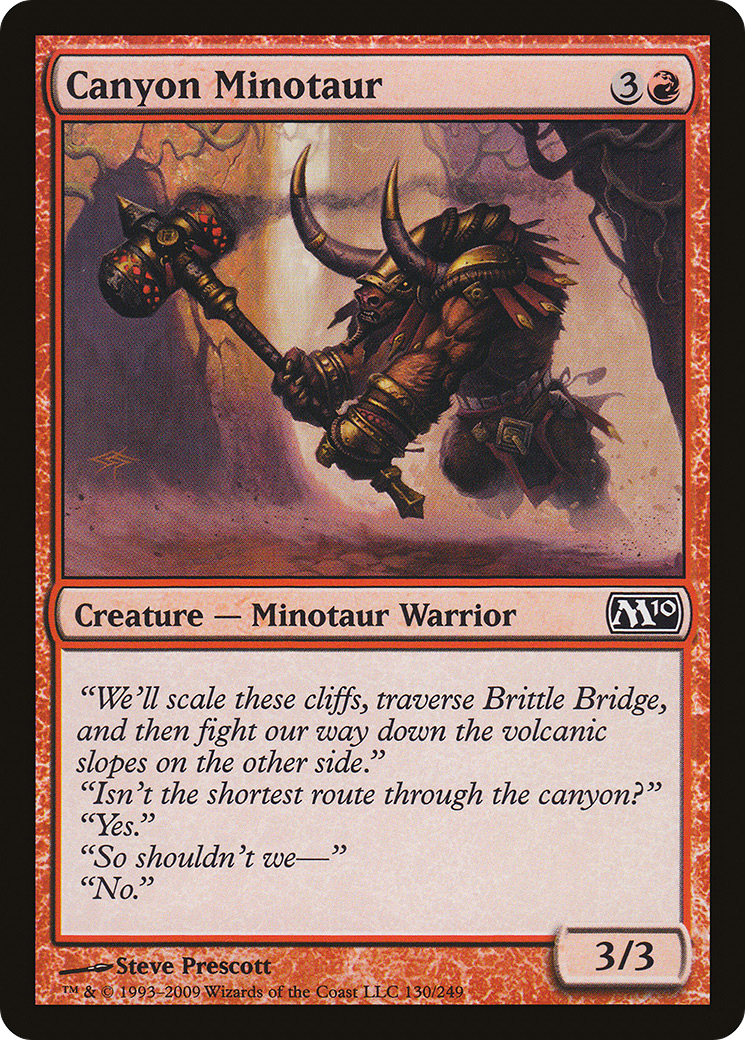 Canyon Minotaur
3
Creature — Minotaur Warrior
M10
“We’ll scale these cliffs, traverse Brittle Bridge,
and then fight our way down the volcanic
slopes on the other side.”
“Isn’t the shortest route through the canyon?”
“Yes.”
“So shouldn’t we—”
“No.”
3/3
Steve Prescott
™ & © 1993–2009 Wizards of the Coast LLC 130/249